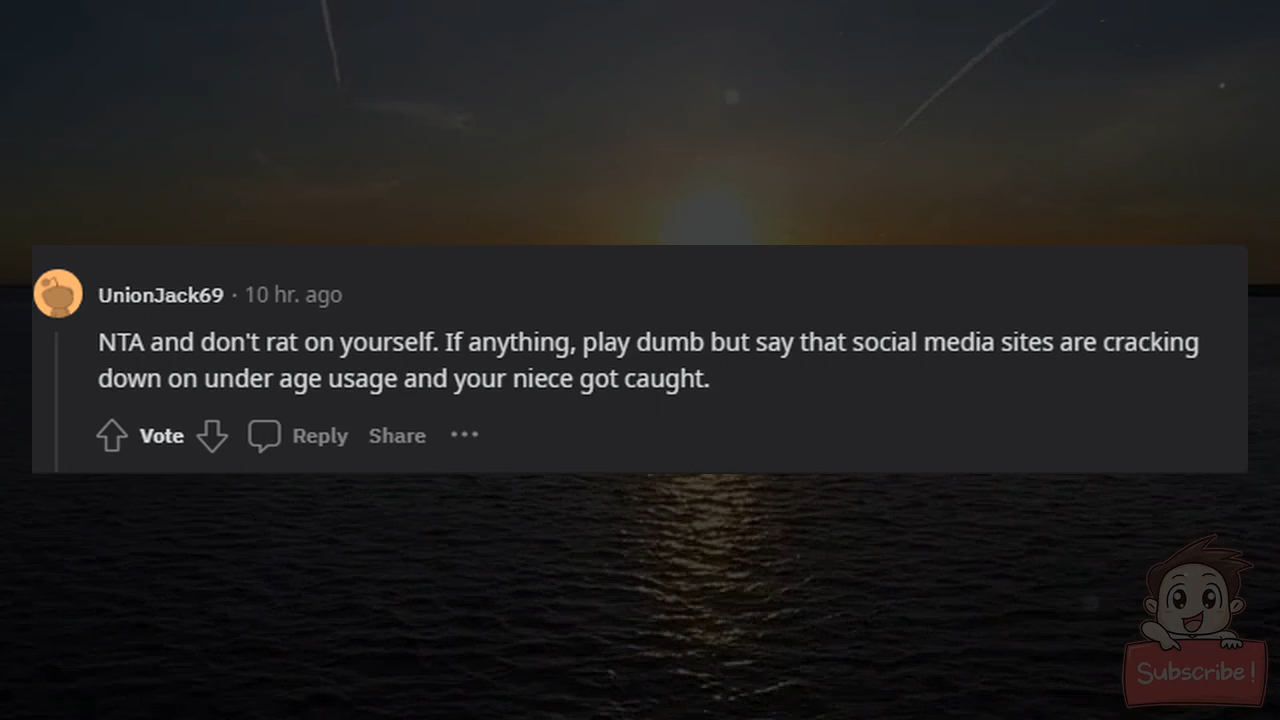 UnionJack69 · 10 hr. ago
NTA and don't rat on yourself. If anything, play dumb but say that social media sites are cracking
down on under age usage and your niece got caught.
Vote Reply Share ···
Subscribe!